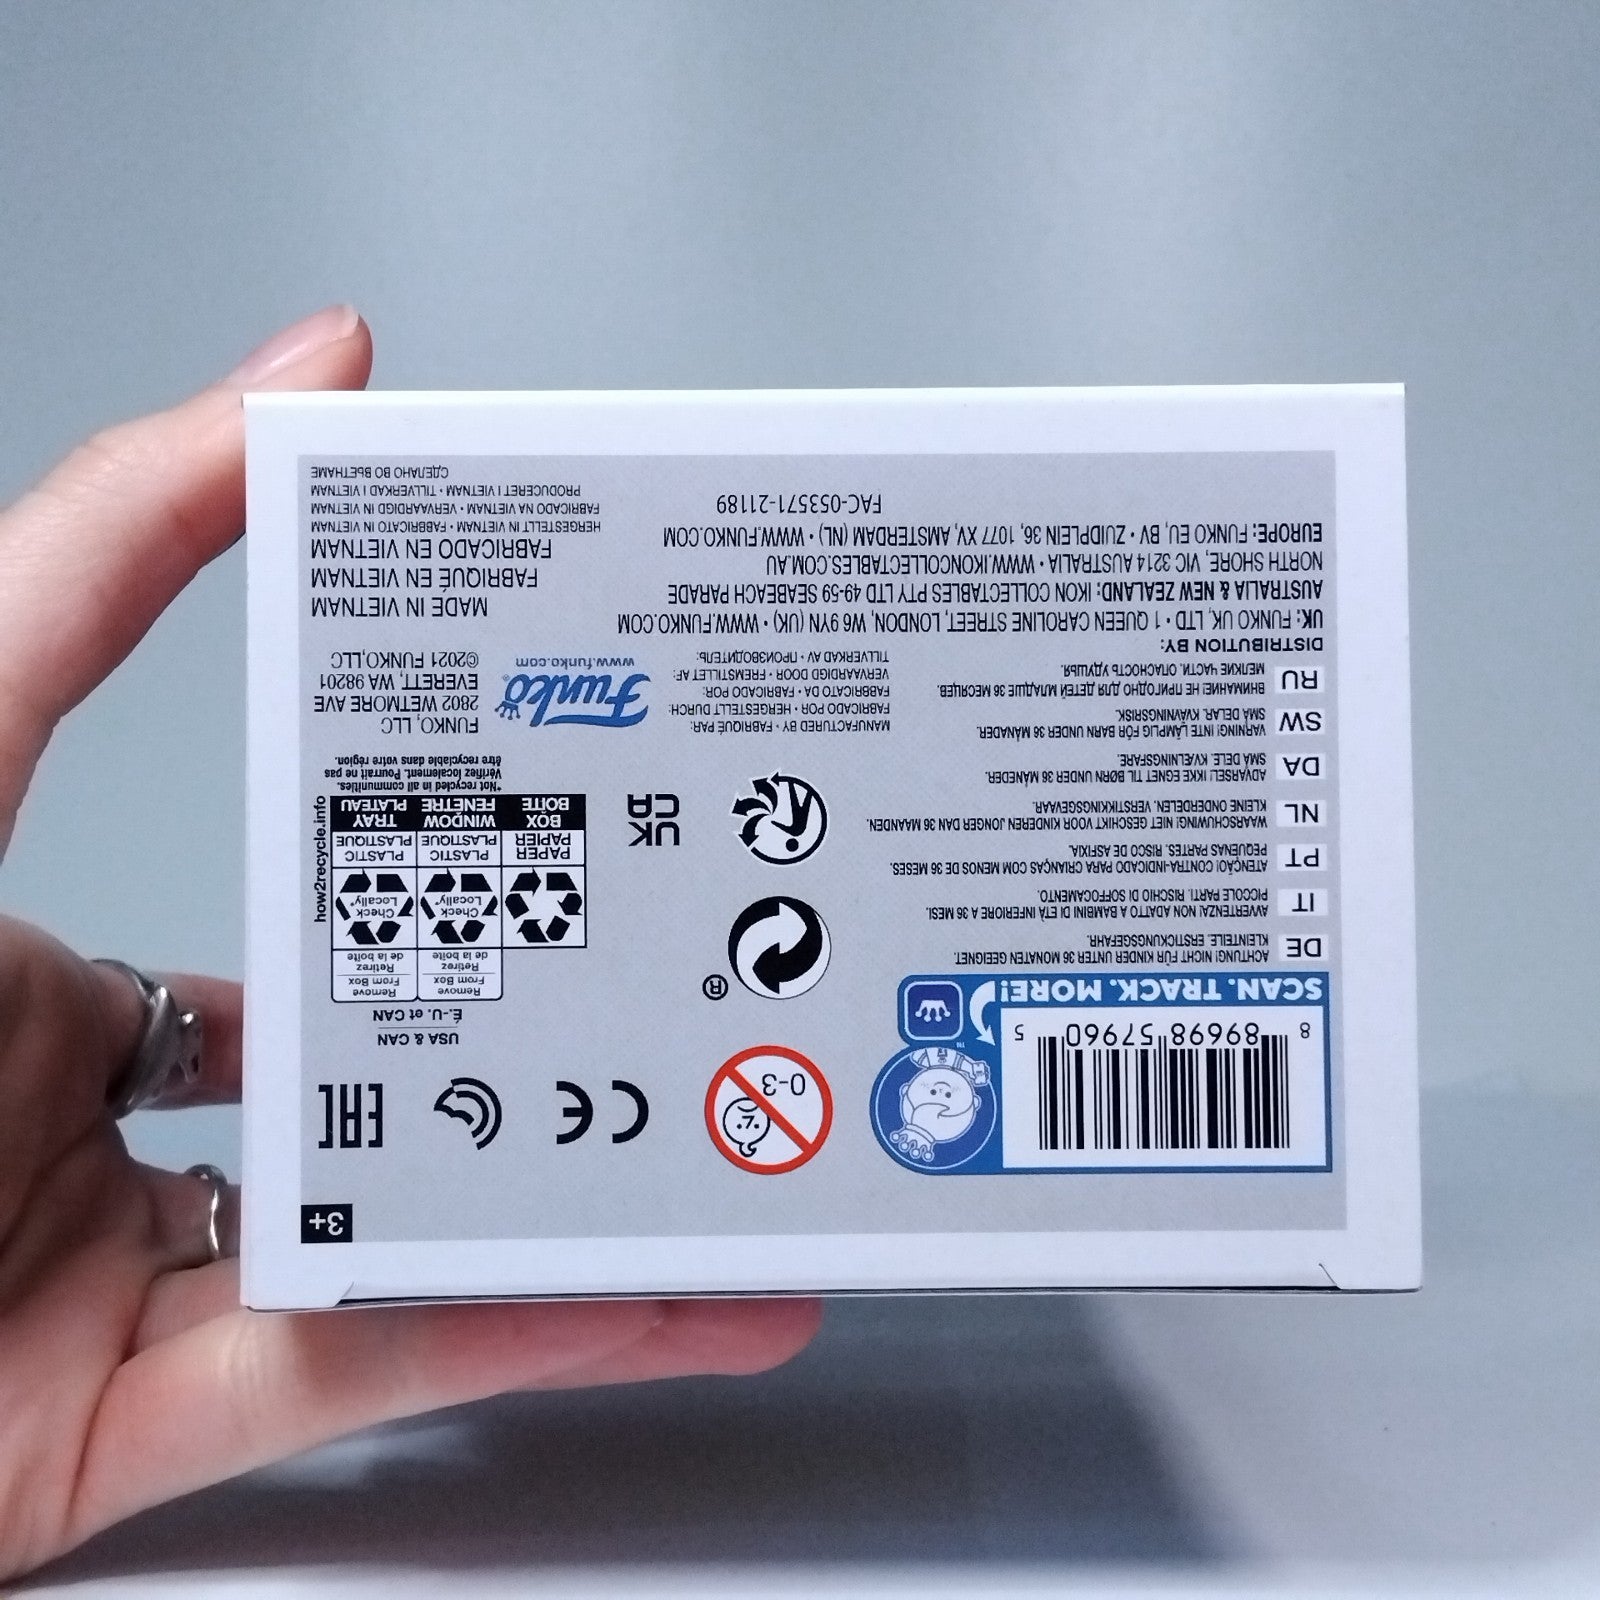 3+
8 89698 57960 5
SCAN. TRACK. MORE!
™
0-3
CE
EAC
USA & CAN
É.-U. et CAN
Remove From Box
Retirez de la boîte
Remove From Box
Retirez de la boîte
Check Locally*
Check Locally*
PAPER
PAPIER
BOX
BOÎTE
PLASTIC
PLASTIQUE
WINDOW
FENÊTRE
PLASTIC
PLASTIQUE
TRAY
PLATEAU
how2recycle.info
*Not recycled in all communities.
Vérifiez localement. Pourrait ne pas
être recyclable dans votre région.
®
UK
CA
DE
ACHTUNG! NICHT FÜR KINDER UNTER 36 MONATEN GEEIGNET.
KLEINTEILE. ERSTICKUNGSGEFAHR.
IT
AVVERTENZA! NON ADATTO A BAMBINI DI ETÀ INFERIORE A 36 MESI.
PICCOLE PARTI. RISCHIO DI SOFFOCAMENTO.
PT
ATENÇÃO! CONTRA-INDICADO PARA CRIANÇAS COM MENOS DE 36 MESES.
PEQUENAS PARTES. RISCO DE ASFIXIA.
NL
WAARSCHUWING! NIET GESCHIKT VOOR KINDEREN JONGER DAN 36 MAANDEN.
KLEINE ONDERDELEN. VERSTIKKINGSGEVAAR.
DA
ADVARSEL! IKKE EGNET TIL BØRN UNDER 36 MÅNEDER.
SMÅ DELE. KVÆLNINGSFARE.
SW
VARNING! INTE LÄMPLIG FÖR BARN UNDER 36 MÅNADER.
SMÅ DELAR. KVÄVNINGSRISK.
RU
ВНИМАНИЕ! НЕ ПРИГОДНО ДЛЯ ДЕТЕЙ МЛАДШЕ 36 МЕСЯЦЕВ.
МЕЛКИЕ ЧАСТИ. ОПАСНОСТЬ УДУШЬЯ.
MANUFACTURED BY • FABRIQUÉ PAR:
FABRICADO POR • HERGESTELLT DURCH:
FABBRICATO DA • FABRICADO POR:
VERVAARDIGD DOOR • FREMSTILLET AF:
TILLVERKAD AV • ПРОИЗВОДИТЕЛЬ:
Funko®
www.funko.com
FUNKO, LLC
2802 WETMORE AVE
EVERETT, WA 98201
©2021 FUNKO,LLC
DISTRIBUTION BY:
UK: FUNKO UK, LTD • 1 QUEEN CAROLINE STREET, LONDON, W6 9YN (UK) • WWW.FUNKO.COM
AUSTRALIA & NEW ZEALAND: IKON COLLECTABLES PTY LTD 49-59 SEABEACH PARADE
NORTH SHORE, VIC 3214 AUSTRALIA • WWW.IKONCOLLECTABLES.COM.AU
EUROPE: FUNKO EU, BV • ZUIDPLEIN 36, 1077 XV, AMSTERDAM (NL) • WWW.FUNKO.COM
FAC-053571-21189
MADE IN VIETNAM
FABRIQUÉ EN VIETNAM
FABRICADO EN VIETNAM
HERGESTELLT IN VIETNAM • FABBRICATO IN VIETNAM
FABRICADO NA VIETNAM • VERVAARDIGD IN VIETNAM
PRODUCERET I VIETNAM • TILLVERKAD I VIETNAM
СДЕЛАНО ВО ВЬЕТНАМЕ